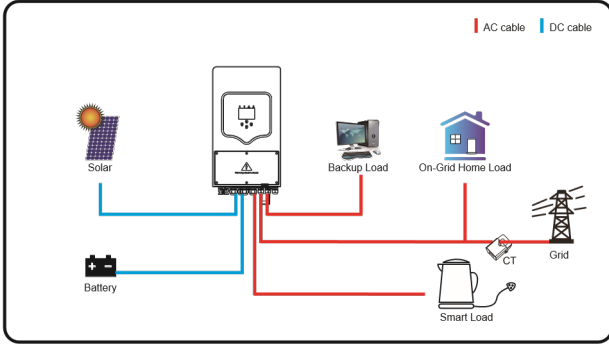 AC cable
DC cable
Solar
Backup Load
On-Grid Home Load
CT
Grid
Battery
Smart Load